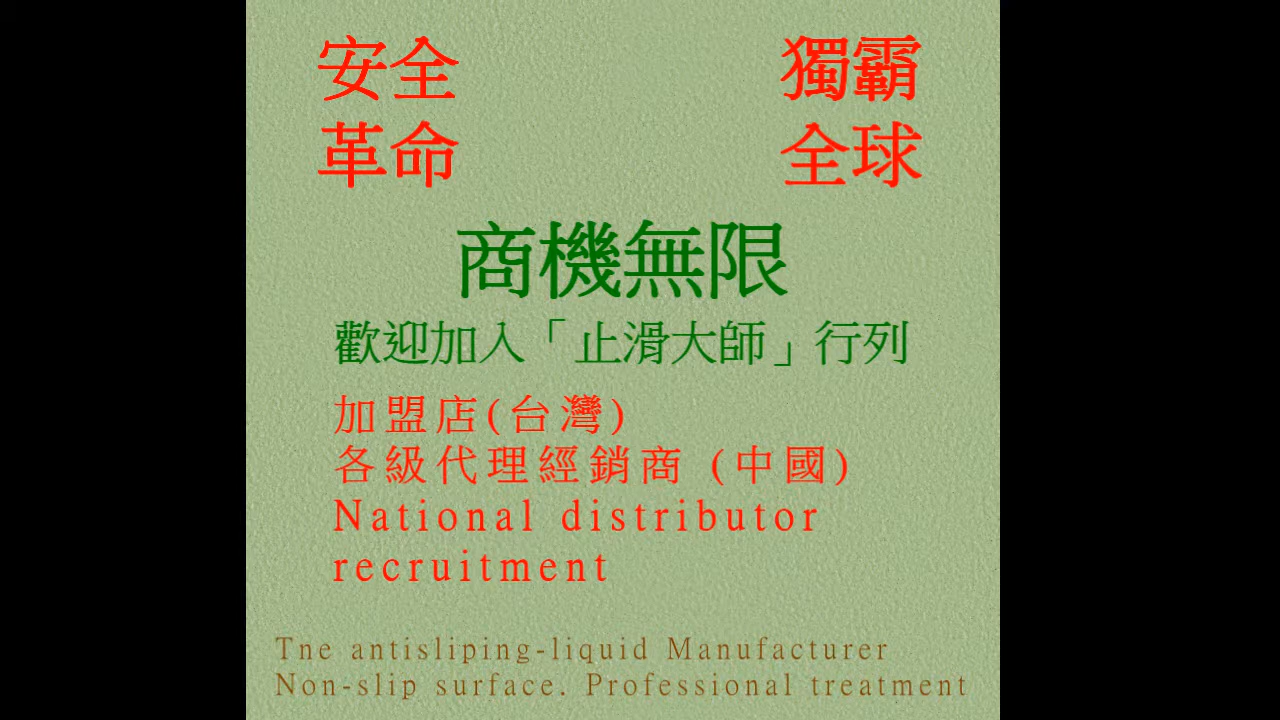 安全 獨霸
革命 全球
商機無限
歡迎加入「止滑大師」行列
加盟店(台灣)
各級代理經銷商 (中國)
National distributor
recruitment
Tne antisliping-liquid Manufacturer
Non-slip surface. Professional treatment